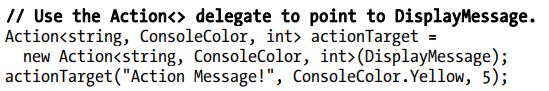 // Use the Action<> delegate to point to DisplayMessage.
Action<string, ConsoleColor, int> actionTarget =
  new Action<string, ConsoleColor, int>(DisplayMessage);
actionTarget("Action Message!", ConsoleColor.Yellow, 5);